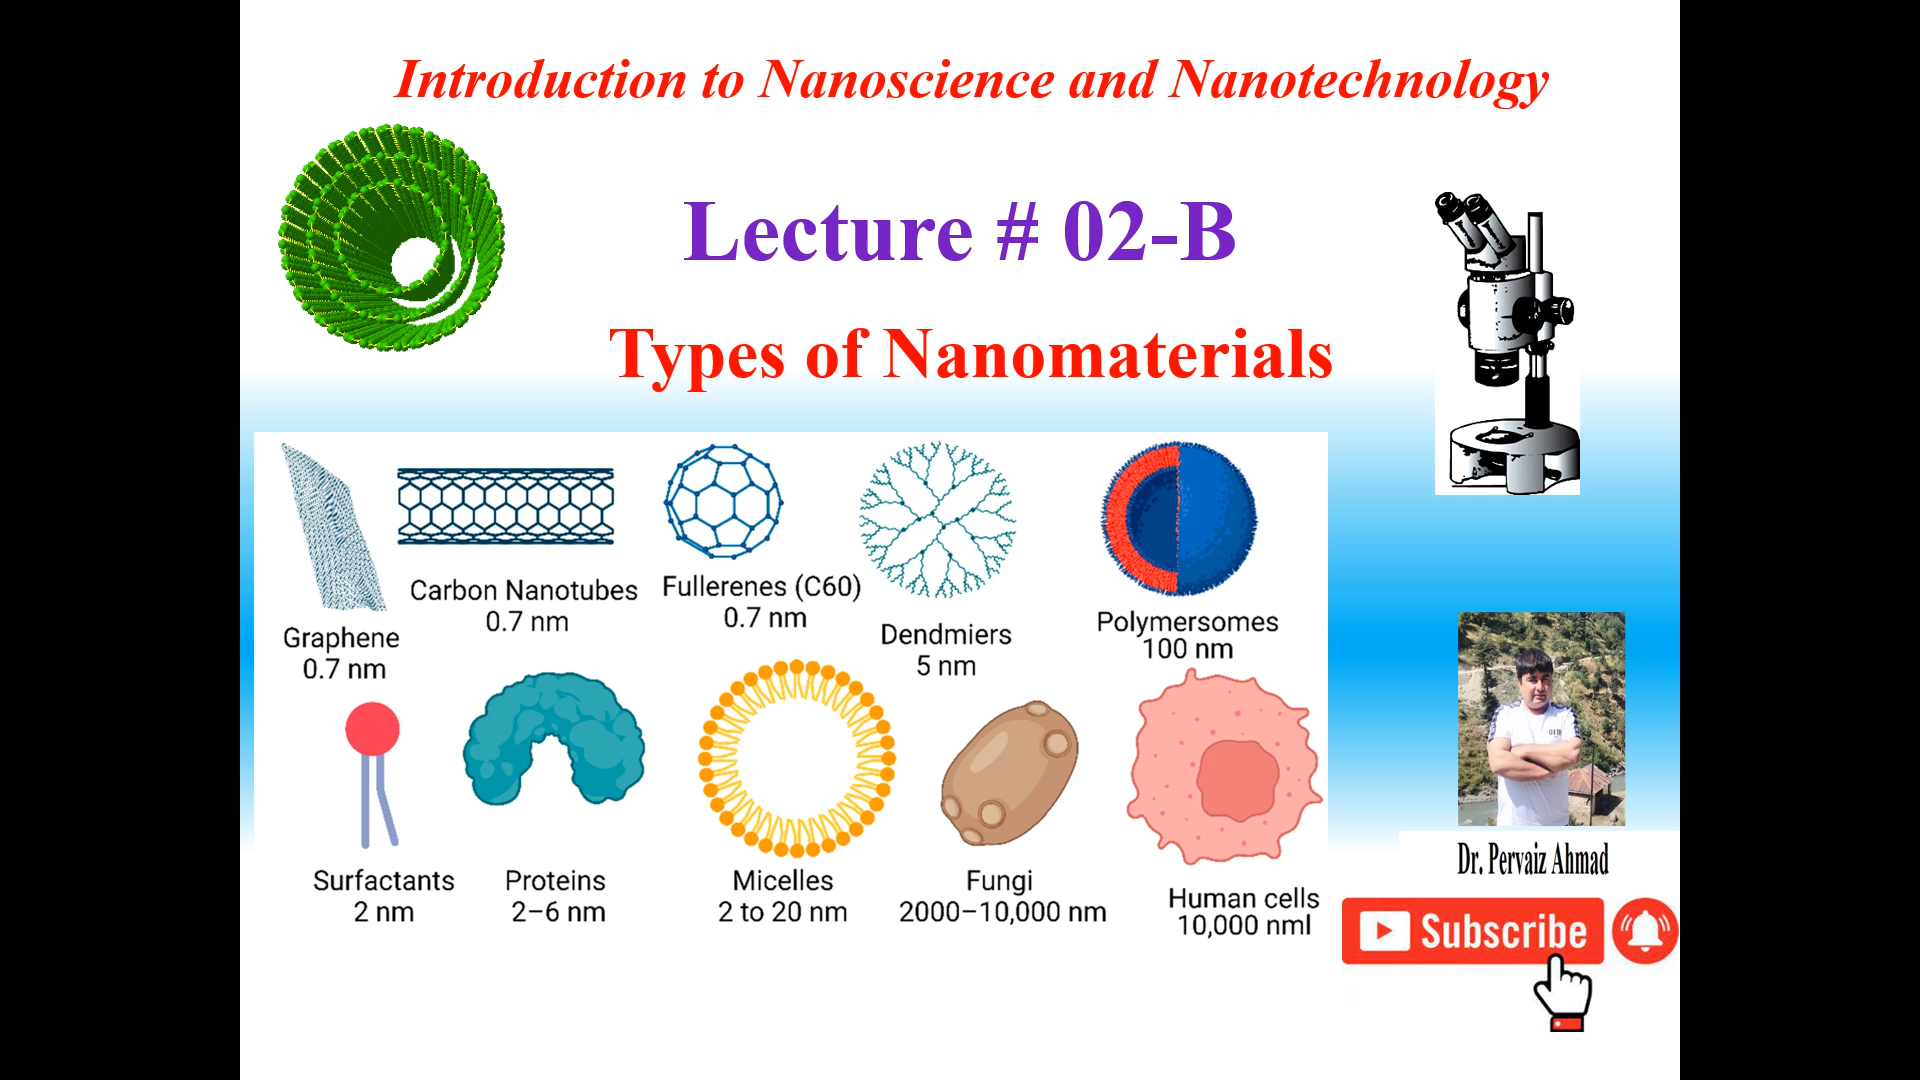 Introduction to Nanoscience and Nanotechnology
Lecture # 02-B
Types of Nanomaterials
Graphene
0.7 nm
Carbon Nanotubes
0.7 nm
Fullerenes (C60)
0.7 nm
Dendmiers
5 nm
Polymersomes
100 nm
Surfactants
2 nm
Proteins
2–6 nm
Micelles
2 to 20 nm
Fungi
2000–10,000 nm
Human cells
10,000 nml
Dr. Pervaiz Ahmad
Subscribe